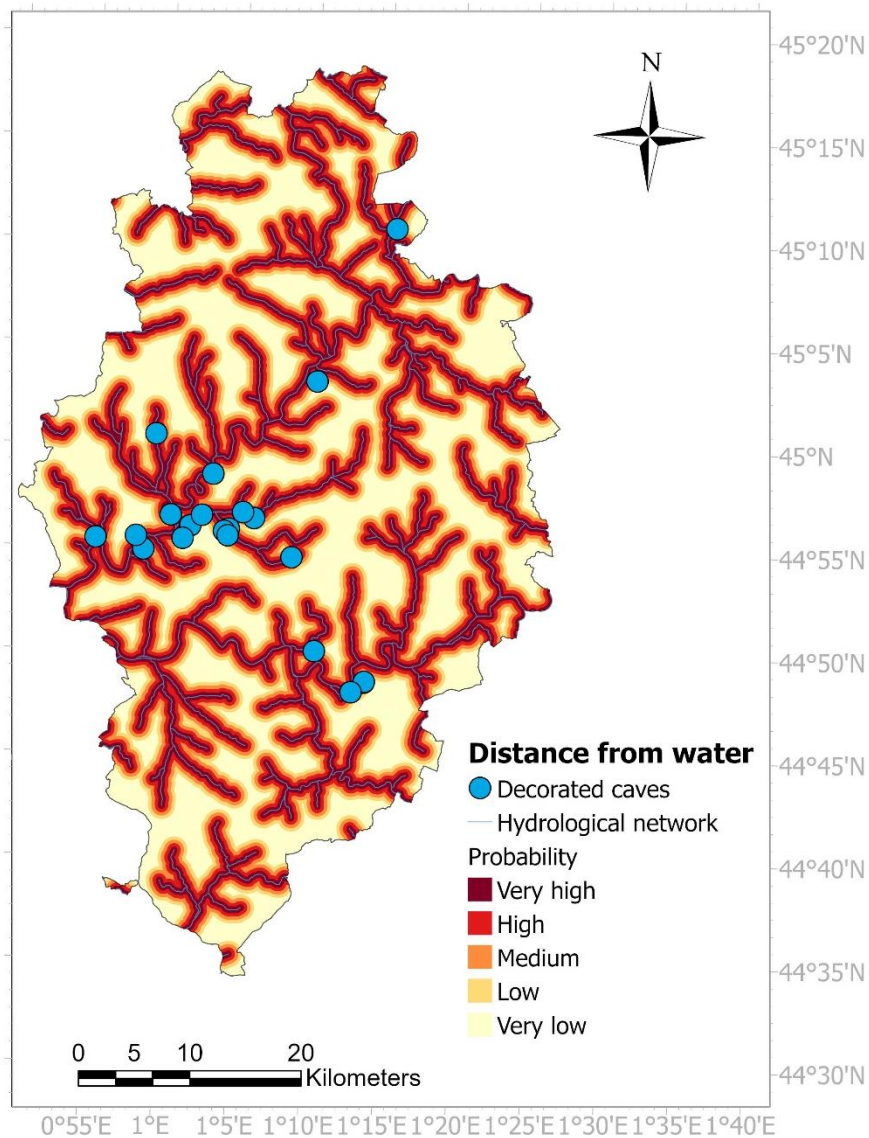 45°20'N
N
45°15'N
45°10'N
45°5'N
45°N
44°55'N
44°50'N
44°45'N
44°40'N
44°35'N
44°30'N
Distance from water
Decorated caves
Hydrological network
Probability
Very high
High
Medium
Low
Very low
0 5 10 20
Kilometers
0°55'E 1°E 1°5'E 1°10'E 1°15'E 1°20'E 1°25'E 1°30'E 1°35'E 1°40'E